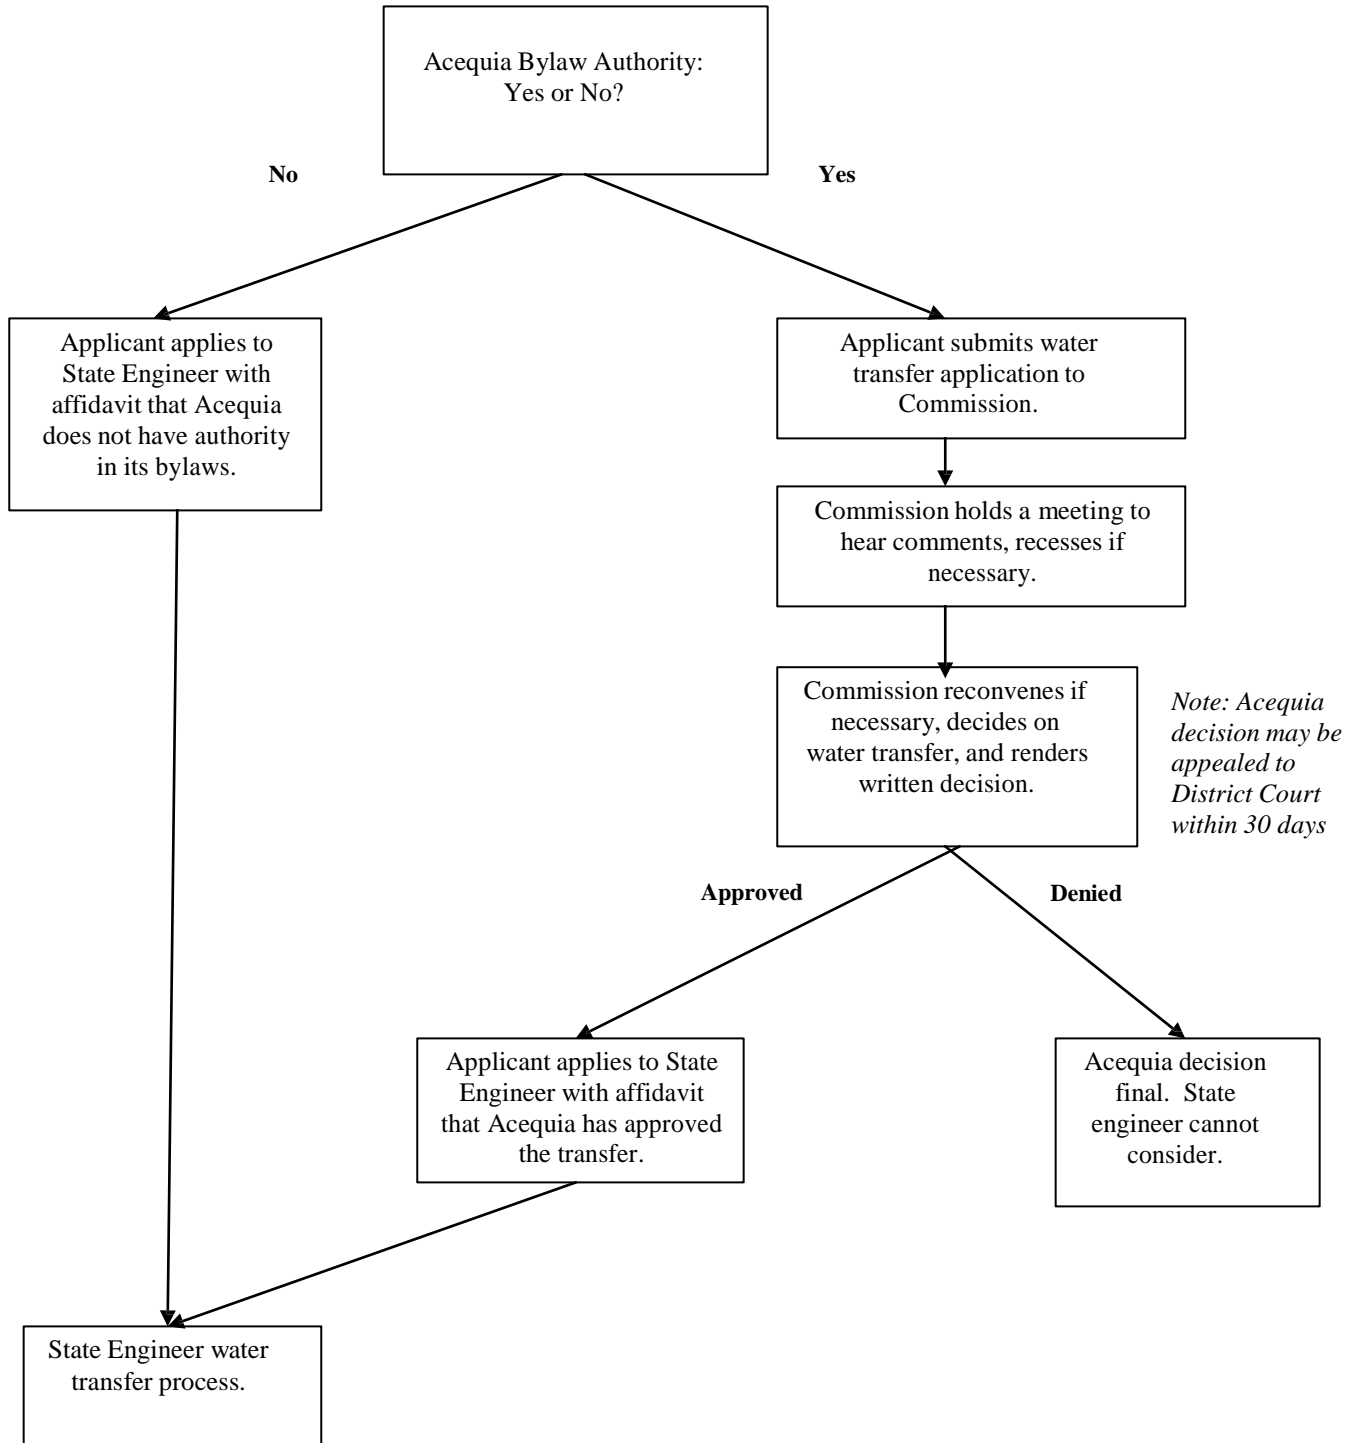 Acequia Bylaw Authority:
Yes or No?
No
Yes
Applicant applies to
State Engineer with
affidavit that Acequia
does not have authority
in its bylaws.
Applicant submits water
transfer application to
Commission.
Commission holds a meeting to
hear comments, recesses if
necessary.
Commission reconvenes if
necessary, decides on
water transfer, and renders
written decision.
Note: Acequia
decision may be
appealed to
District Court
within 30 days
Approved
Denied
Applicant applies to State
Engineer with affidavit
that Acequia has approved
the transfer.
Acequia decision
final. State
engineer cannot
consider.
State Engineer water
transfer process.